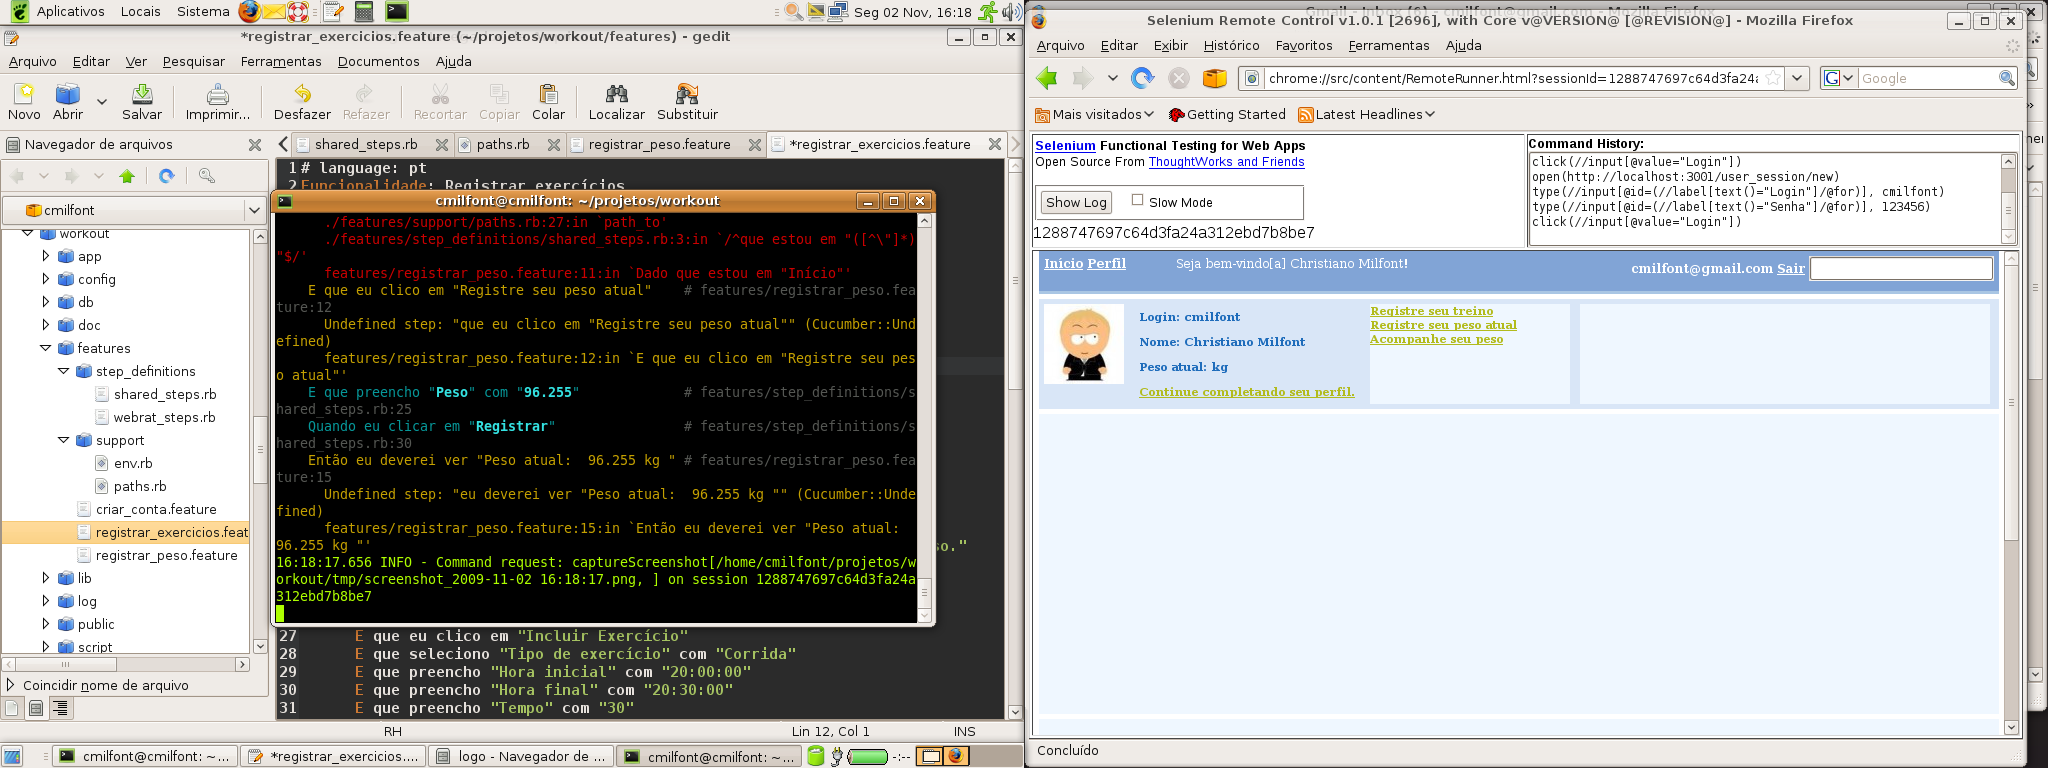 Aplicativos Locais Sistema Seg 02 Nov, 16:18
*registrar_exercicios.feature (~/projetos/workout/features) - gedit
Arquivo Editar Ver Pesquisar Ferramentas Documentos Ajuda
Novo Abrir Salvar Imprimir... Desfazer Refazer Recortar Copiar Colar Localizar Substituir
Navegador de arquivos
shared_steps.rb paths.rb registrar_peso.feature *registrar_exercicios.feature
cmilfont
workout
app
config
db
doc
features
step_definitions
shared_steps.rb
webrat_steps.rb
support
env.rb
paths.rb
criar_conta.feature
registrar_exercicios.feat
registrar_peso.feature
lib
log
public
script
Coincidir nome de arquivo
1 # language: pt
2 Funcionalidade: Registrar exercícios
cmilfont@cmilfont: ~/projetos/workout
./features/support/paths.rb:27:in `path_to'
./features/step_definitions/shared_steps.rb:3:in `/^que estou em "([^\"]*)
"$/'
features/registrar_peso.feature:11:in `Dado que estou em "Início"'
E que eu clico em "Registre seu peso atual" # features/registrar_peso.fea
ture:12
Undefined step: "que eu clico em "Registre seu peso atual"" (Cucumber::Und
efined)
features/registrar_peso.feature:12:in `E que eu clico em "Registre seu pes
o atual"'
E que preencho "Peso" com "96.255" # features/step_definitions/s
hared_steps.rb:25
Quando eu clicar em "Registrar" # features/step_definitions/s
hared_steps.rb:30
Então eu deverei ver "Peso atual:  96.255 kg " # features/registrar_peso.fea
ture:15
Undefined step: "eu deverei ver "Peso atual:  96.255 kg "" (Cucumber::Unde
fined)
features/registrar_peso.feature:15:in `Então eu deverei ver "Peso atual:
96.255 kg "'
16:18:17.656 INFO - Command request: captureScreenshot[/home/cmilfont/projetos/w
orkout/tmp/screenshot_2009-11-02 16:18:17.png, ] on session 1288747697c64d3fa24a
312ebd7b8be7
so."
27 E que eu clico em "Incluir Exercício"
28 E que seleciono "Tipo de exercício" com "Corrida"
29 E que preencho "Hora inicial" com "20:00:00"
30 E que preencho "Hora final" com "20:30:00"
31 E que preencho "Tempo" com "30"
RH Lin 12, Col 1 INS
cmilfont@cmilfont: ~... *registrar_exercicios.... logo - Navegador de ... cmilfont@cmilfont: ~... -:--
Selenium Remote Control v1.0.1 [2696], with Core v@VERSION@ [@REVISION@] - Mozilla Firefox
Arquivo Editar Exibir Histórico Favoritos Ferramentas Ajuda
chrome://src/content/RemoteRunner.html?sessionId=1288747697c64d3fa24a Google
Mais visitados Getting Started Latest Headlines
Selenium Functional Testing for Web Apps
Open Source From ThoughtWorks and Friends
Show Log Slow Mode
1288747697c64d3fa24a312ebd7b8be7
Command History:
click(//input[@value="Login"])
open(http://localhost:3001/user_session/new)
type(//input[@id=(//label[text()="Login"]/@for)], cmilfont)
type(//input[@id=(//label[text()="Senha"]/@for)], 123456)
click(//input[@value="Login"])
Início Perfil Seja bem-vindo[a] Christiano Milfont! cmilfont@gmail.com Sair
Login: cmilfont
Nome: Christiano Milfont
Peso atual: kg
Continue completando seu perfil.
Registre seu treino
Registre seu peso atual
Acompanhe seu peso
Concluído